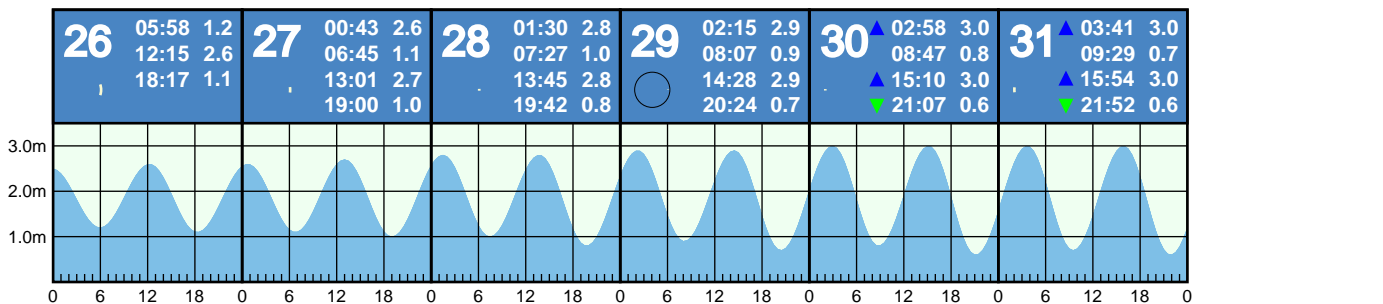 26 05:58 1.2
12:15 2.6
18:17 1.1
27 00:43 2.6
06:45 1.1
13:01 2.7
19:00 1.0
28 01:30 2.8
07:27 1.0
13:45 2.8
19:42 0.8
29 02:15 2.9
08:07 0.9
14:28 2.9
20:24 0.7
30 ▲ 02:58 3.0
08:47 0.8
▲ 15:10 3.0
▼ 21:07 0.6
31 ▲ 03:41 3.0
09:29 0.7
▲ 15:54 3.0
▼ 21:52 0.6
3.0m
2.0m
1.0m
0 6 12 18 0 6 12 18 0 6 12 18 0 6 12 18 0 6 12 18 0 6 12 18 0